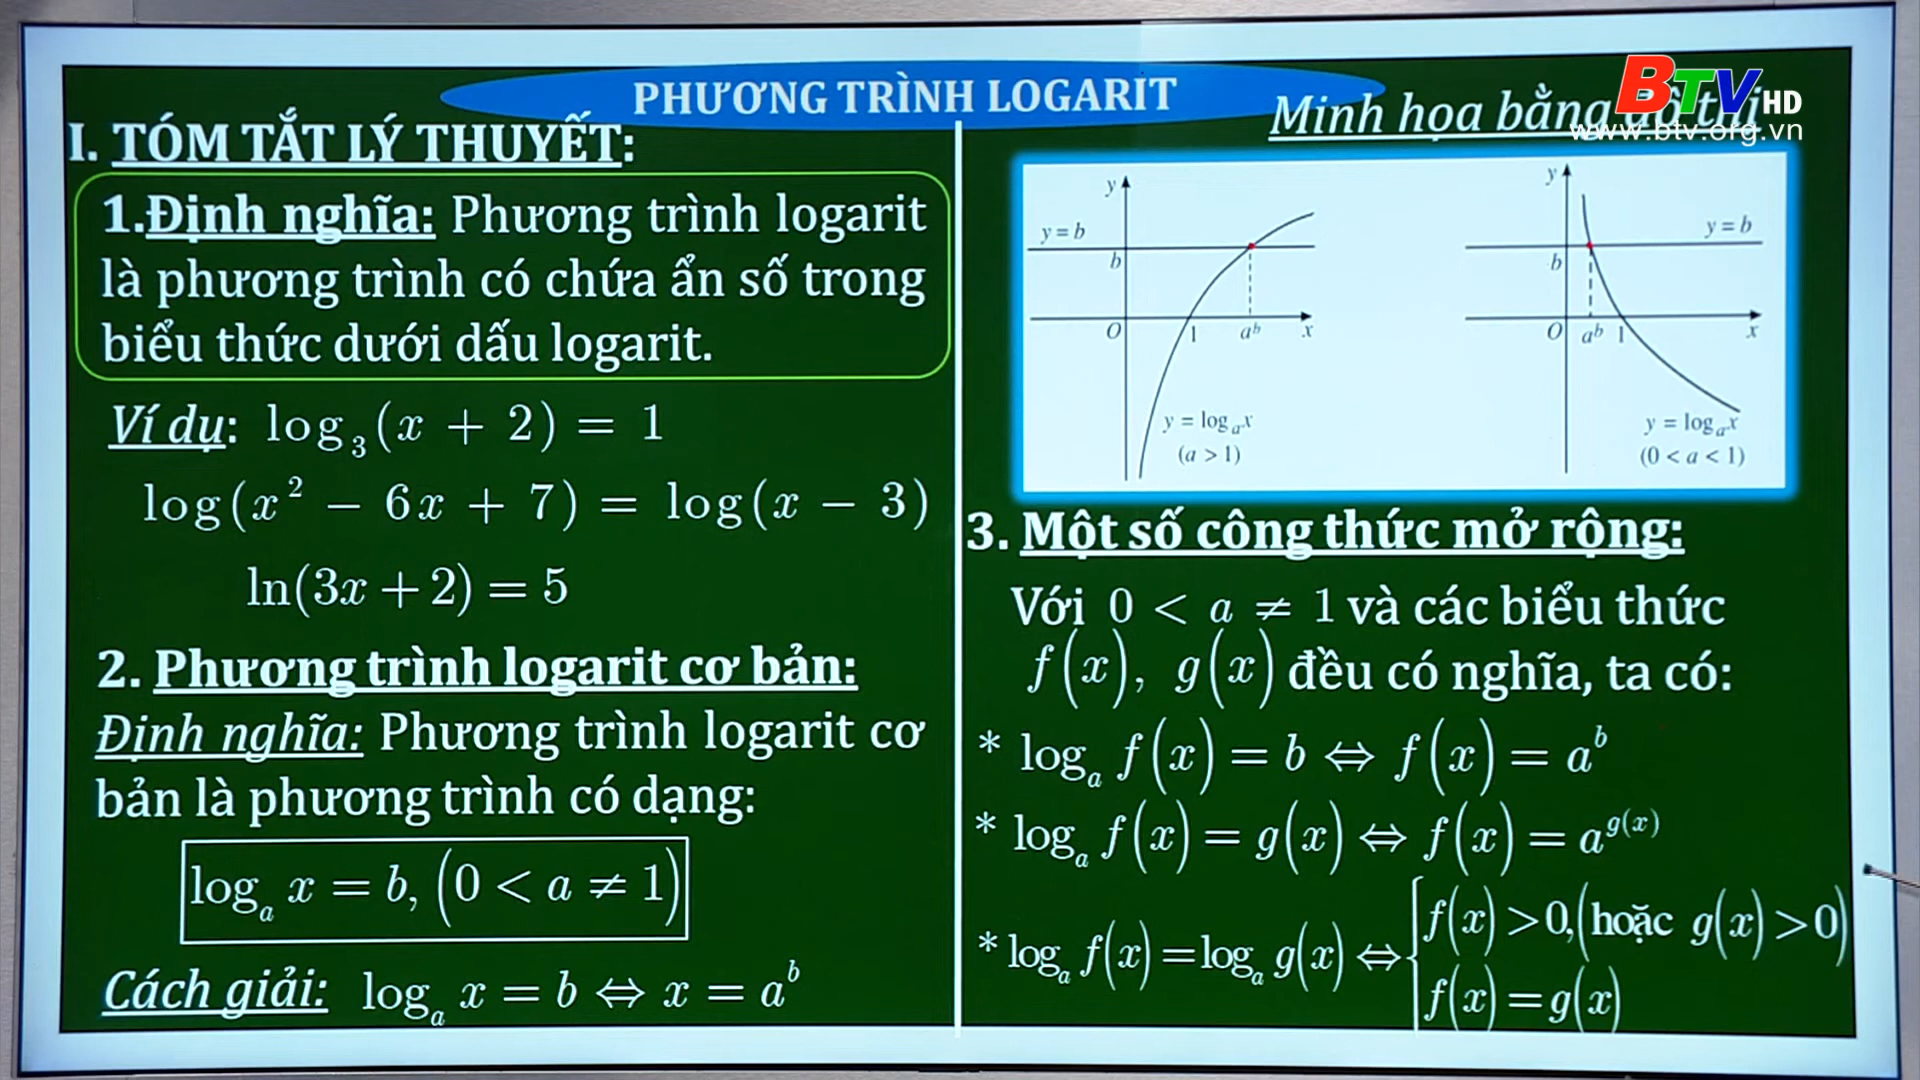 PHƯƠNG TRÌNH LOGARIT
BTV HD
www.btv.org.vn
I. TÓM TẮT LÝ THUYẾT:
1.Định nghĩa: Phương trình logarit
là phương trình có chứa ẩn số trong
biểu thức dưới dấu logarit.
Ví dụ: log₃(x + 2) = 1
log(x² − 6x + 7) = log(x − 3)
ln(3x + 2) = 5
2. Phương trình logarit cơ bản:
Định nghĩa: Phương trình logarit cơ
bản là phương trình có dạng:
logₐ x = b, (0 < a ≠ 1)
Cách giải: logₐ x = b ⇔ x = aᵇ
Minh họa bằng
y
y = b
b
O 1 aᵇ x
y = logₐx
(a > 1)
y
y = b
b
O aᵇ 1 x
y = logₐx
(0 < a < 1)
3. Một số công thức mở rộng:
Với 0 < a ≠ 1 và các biểu thức
f(x), g(x) đều có nghĩa, ta có:
* logₐ f(x) = b ⇔ f(x) = aᵇ
* logₐ f(x) = g(x) ⇔ f(x) = a^g(x)
* logₐ f(x) = logₐ g(x) ⇔ { f(x) > 0, (hoặc g(x) > 0)
f(x) = g(x)